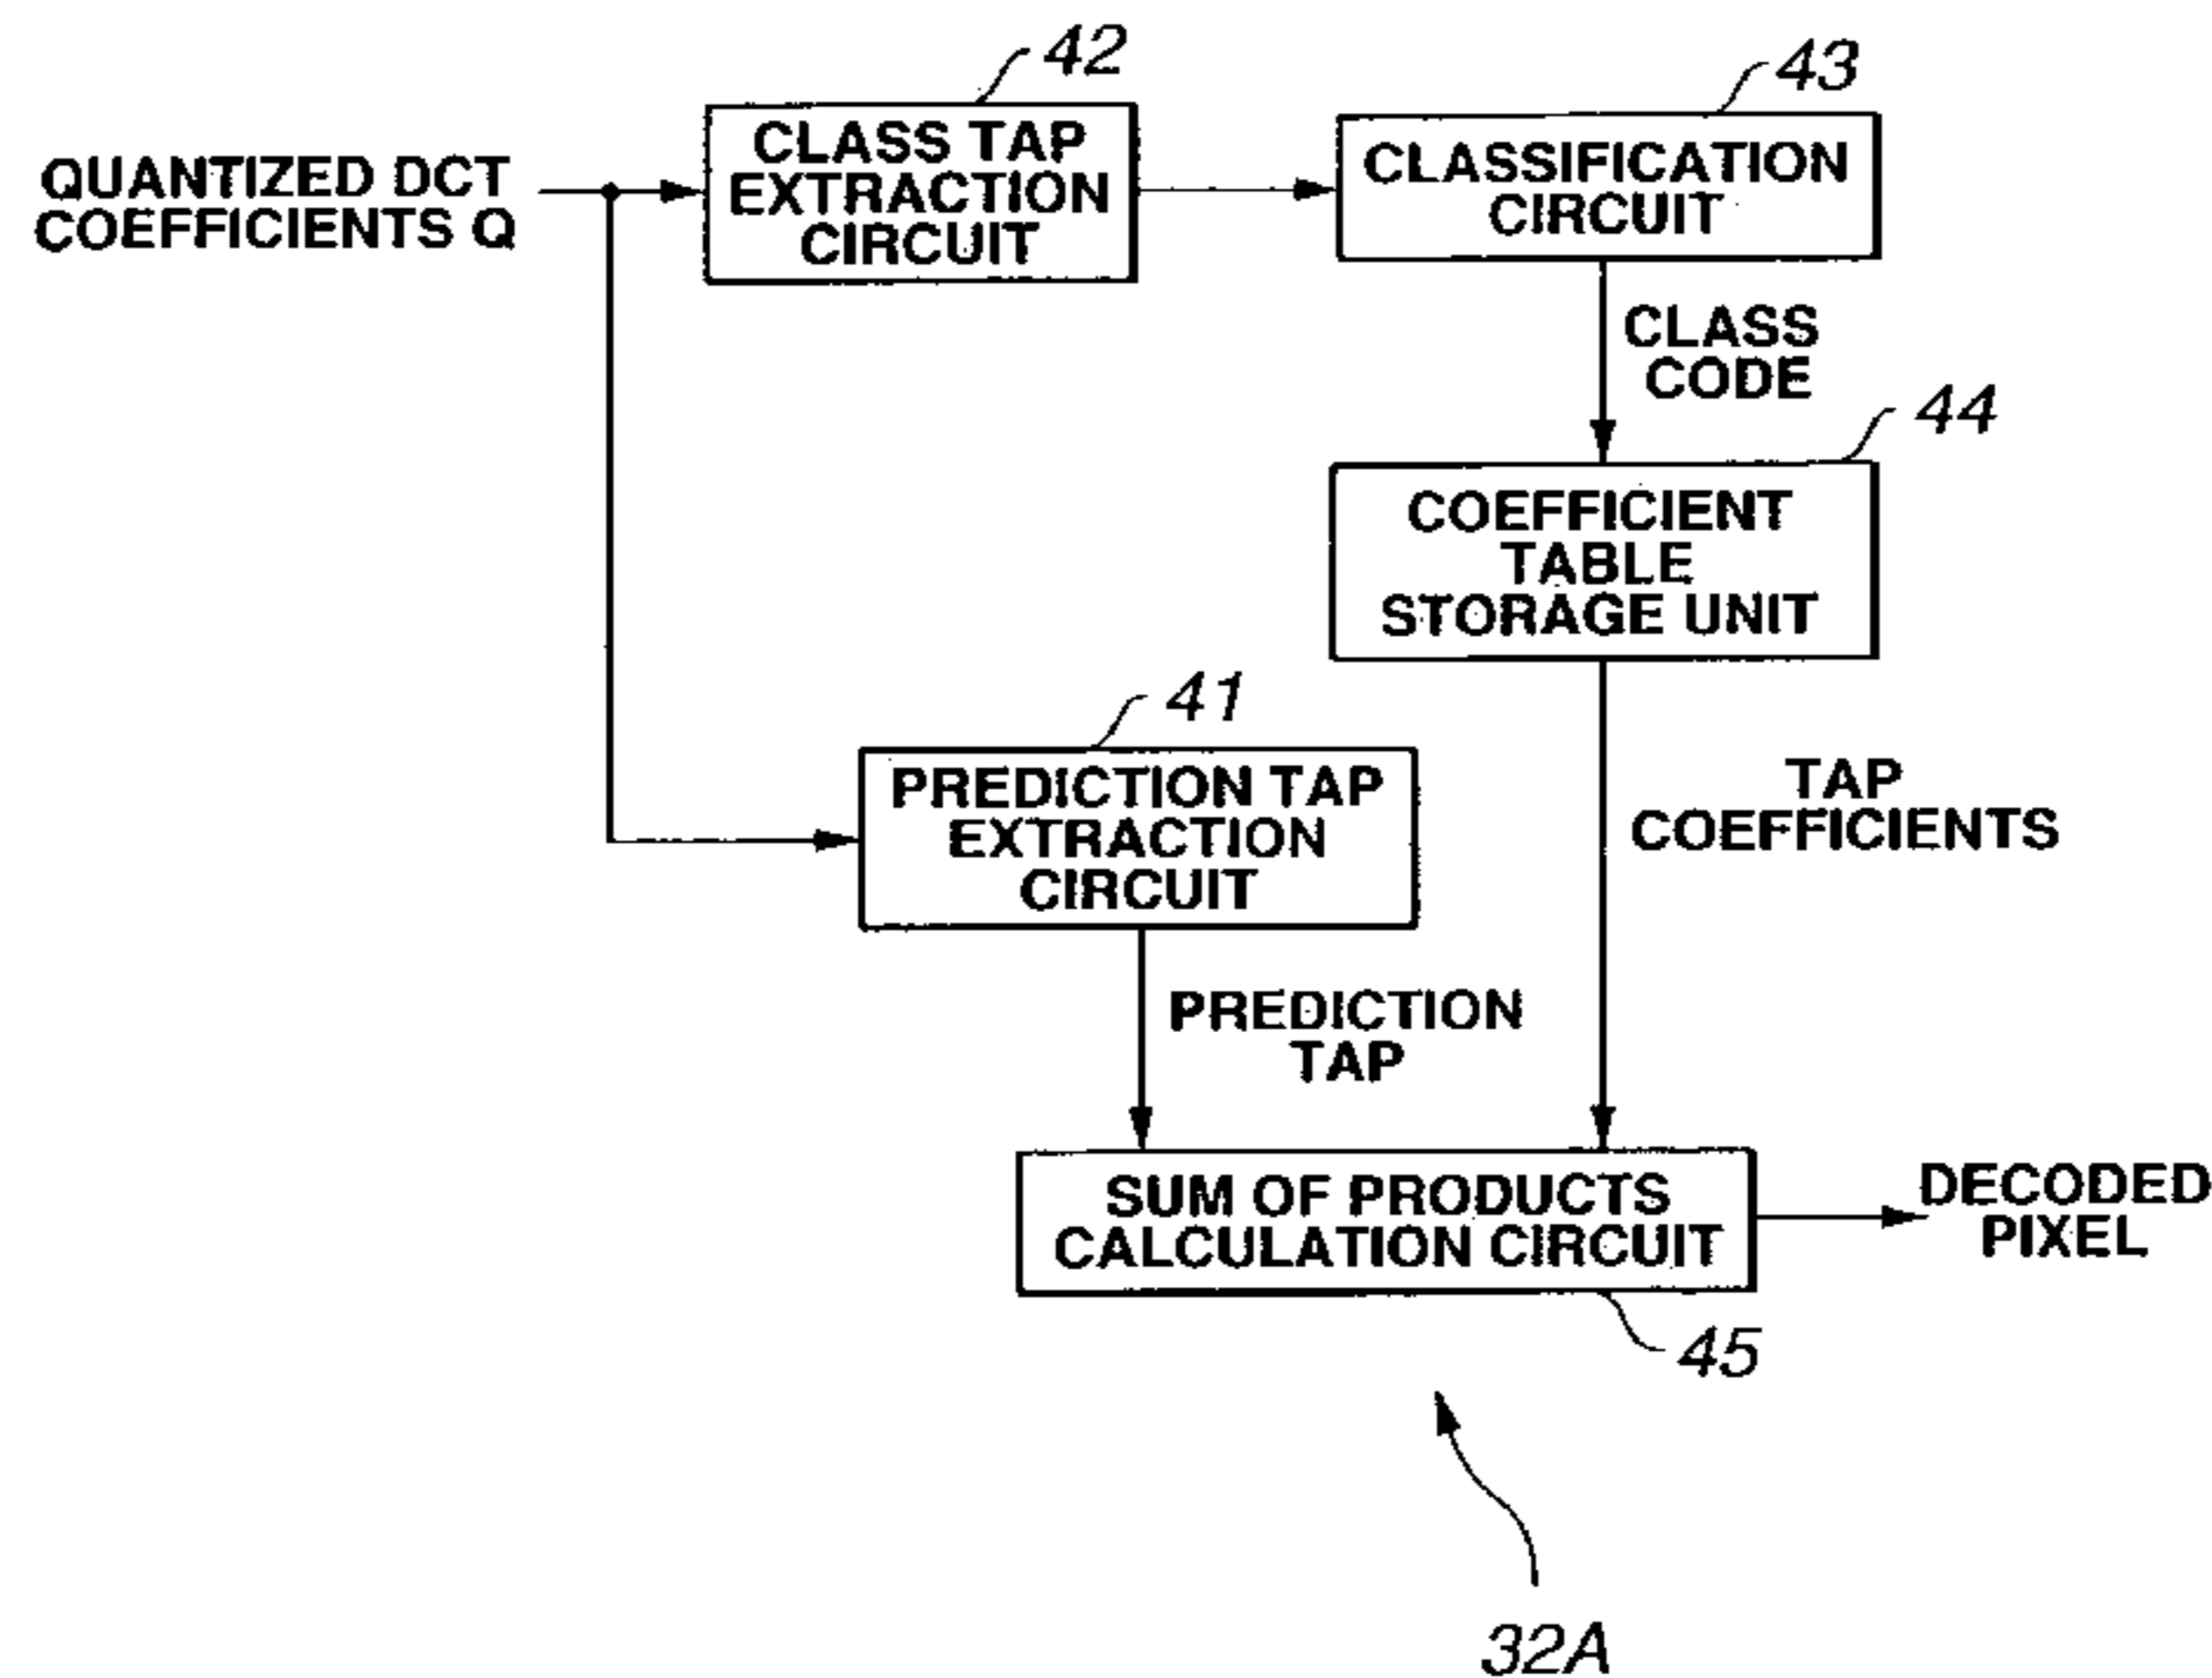 42
43
QUANTIZED DCT
COEFFICIENTS Q
CLASS TAP
EXTRACTION
CIRCUIT
CLASSIFICATION
CIRCUIT
CLASS
CODE
44
COEFFICIENT
TABLE
STORAGE UNIT
41
PREDICTION TAP
EXTRACTION
CIRCUIT
TAP
COEFFICIENTS
PREDICTION
TAP
SUM OF PRODUCTS
CALCULATION CIRCUIT
DECODED
PIXEL
45
32A